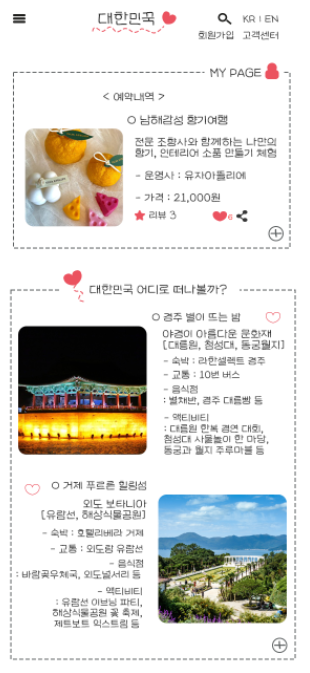 대한민꾹
KR | EN
회원가입 고객센터
MY PAGE
< 예약내역 >
○ 남해감성 향기여행
전문 조향사와 함께하는 나만의
향기, 인테리어 소품 만들기 체험
- 운영사 : 유자아뜰리에
- 가격 : 21,000원
리뷰 3
6
대한민국 어디로 떠나볼까?
○ 경주 별이 뜨는 밤
야경이 아름다운 문화재
[대릉원, 첨성대, 동궁월지]
- 숙박 : 라한셀렉트 경주
- 교통 : 10번 버스
- 음식점
: 별채반, 경주 대릉빵 등
- 액티비티
: 대릉원 한복 경연 대회,
첨성대 사물놀이 한 마당,
동궁과 월지 주루마블 등
○ 거제 푸르른 힐링섬
외도 보타니아
[유람선, 해상식물공원]
- 숙박 : 호텔리베라 거제
- 교통 : 외도랑 유람선
- 음식점
: 바람꽃우체국, 외도널서리 등
- 액티비티
: 유람선 이브닝 파티,
해상식물공원 꽃 축제,
제트보트 익스트림 등